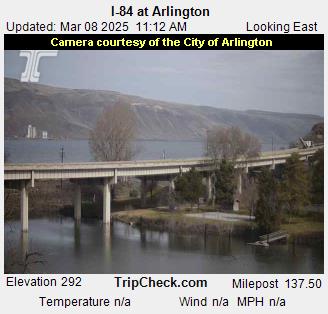 I-84 at Arlington
Updated: Mar 08 2025 11:12 AM Looking East
Camera courtesy of the City of Arlington
Elevation 292 TripCheck.com Milepost 137.50
Temperature n/a Wind n/a MPH n/a